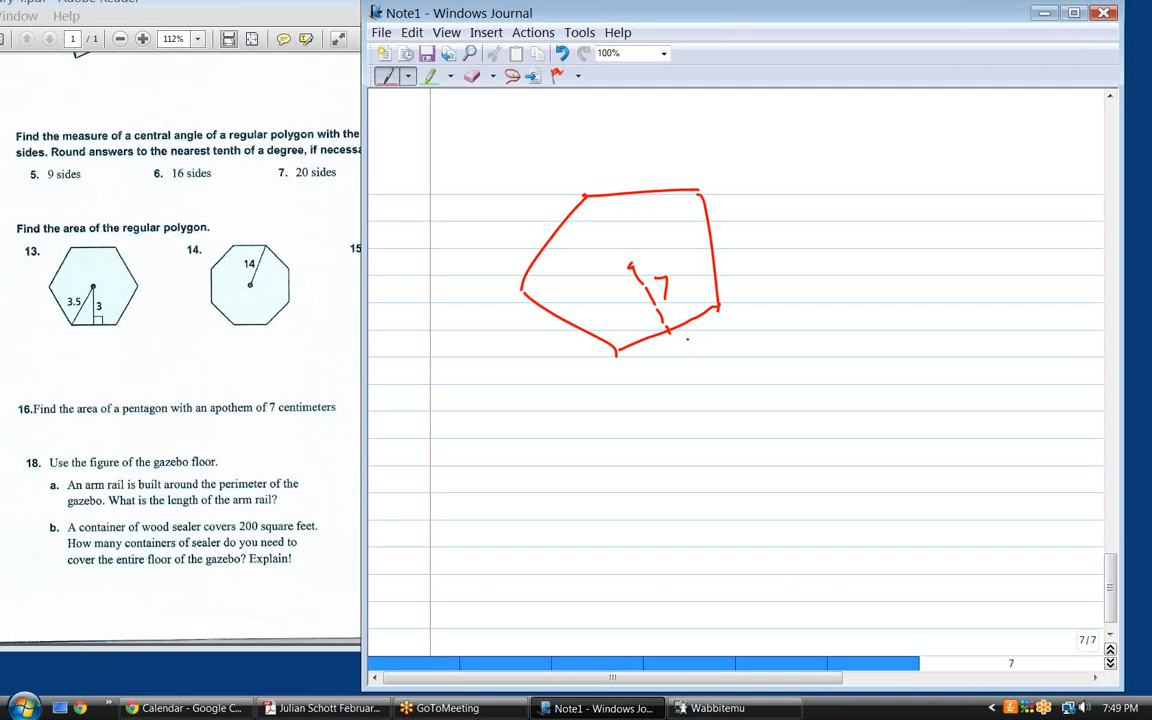 Note1 - Windows Journal
Window Help
File Edit View Insert Actions Tools Help
1 / 1 112%
100%
Find the measure of a central angle of a regular polygon with the
sides. Round answers to the nearest tenth of a degree, if necessa
5. 9 sides 6. 16 sides 7. 20 sides
Find the area of the regular polygon.
13. 14. 15
14
3.5 3
7
16.Find the area of a pentagon with an apothem of 7 centimeters
18. Use the figure of the gazebo floor.
a. An arm rail is built around the perimeter of the
gazebo. What is the length of the arm rail?
b. A container of wood sealer covers 200 square feet.
How many containers of sealer do you need to
cover the entire floor of the gazebo? Explain!
7/7
7
Calendar - Google C... Julian Schott Februar... GoToMeeting Note1 - Windows Jo... Wabbitemu 7:49 PM